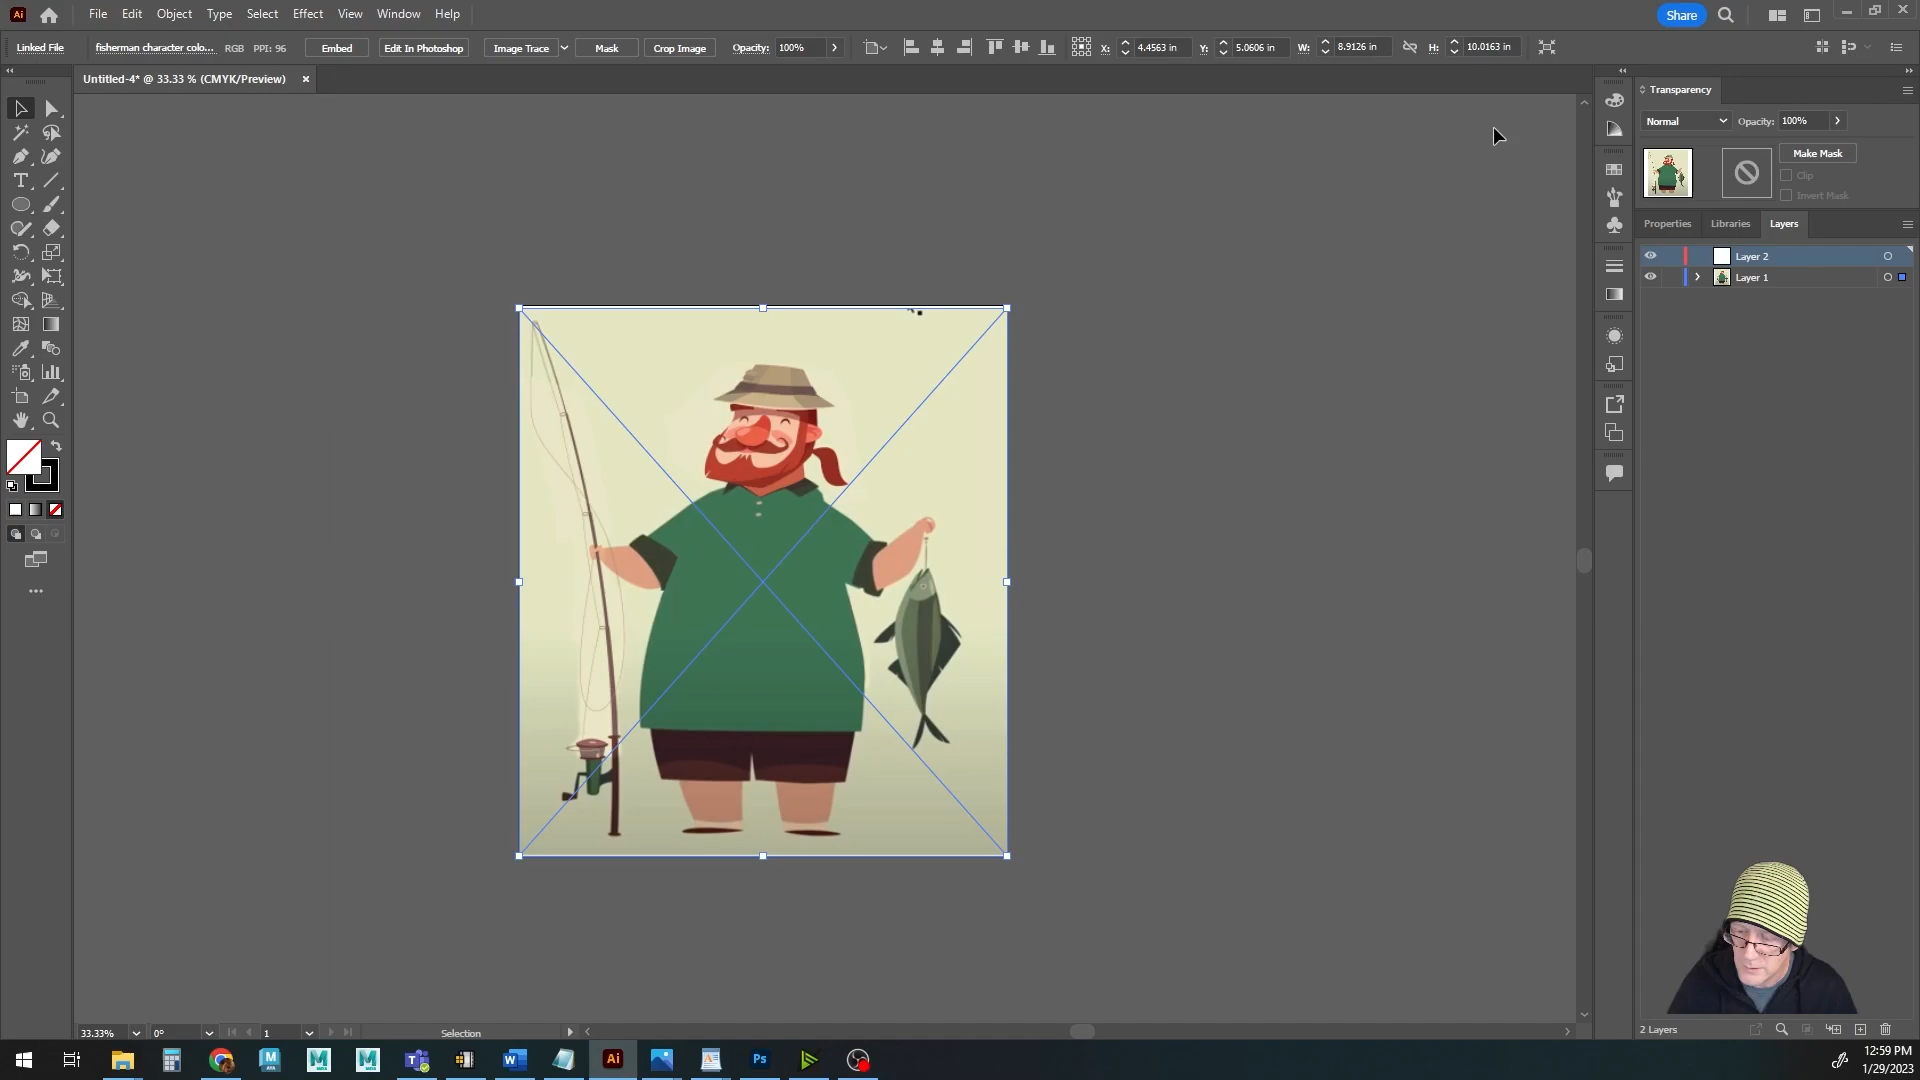 Ai File Edit Object Type Select Effect View Window Help Share
Linked File fisherman character colo... RGB PPI: 96 Embed Edit In Photoshop Image Trace Mask Crop Image Opacity: 100% X: 4.4563 in Y: 5.0606 in W: 8.9126 in H: 10.0163 in
Untitled-4* @ 33.33 % (CMYK/Preview)
Transparency
Normal Opacity: 100%
Make Mask
Clip
Invert Mask
Properties Libraries Layers
Layer 2
Layer 1
33.33% 0° 1 Selection
2 Layers
Ai Ps
12:59 PM
1/29/2023